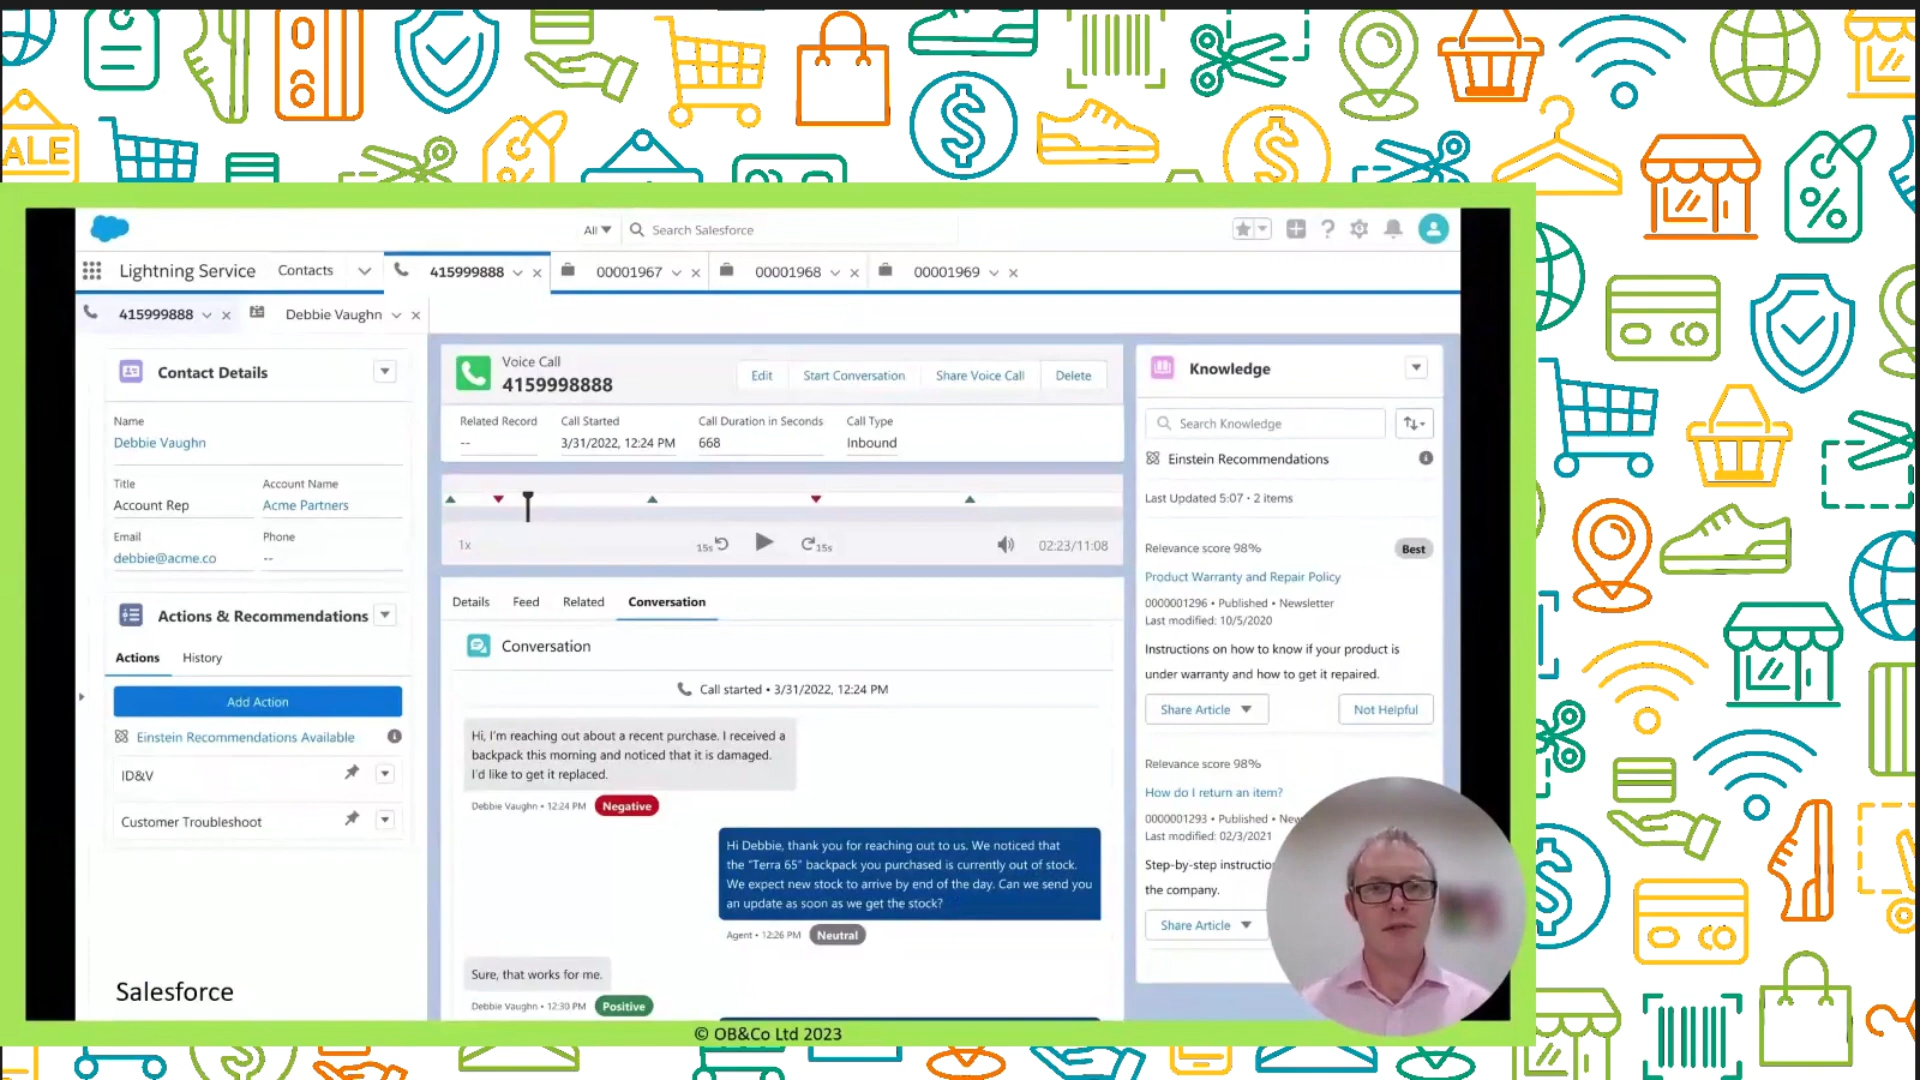 ALE
All
Search Salesforce
Lightning Service
Contacts
415999888
00001967
00001968
00001969
415999888
Debbie Vaughn
Contact Details
Name
Debbie Vaughn
Title
Account Name
Account Rep
Acme Partners
Email
Phone
debbie@acme.co
--
Actions & Recommendations
Actions
History
Add Action
Einstein Recommendations Available
ID&V
Customer Troubleshoot
Salesforce
Voice Call
4159998888
Edit
Start Conversation
Share Voice Call
Delete
Related Record
Call Started
Call Duration in Seconds
Call Type
--
3/31/2022, 12:24 PM
668
Inbound
1x
15s
15s
02:23/11:08
Details
Feed
Related
Conversation
Conversation
Call started • 3/31/2022, 12:24 PM
Hi, I'm reaching out about a recent purchase. I received a
backpack this morning and noticed that it is damaged.
I'd like to get it replaced.
Debbie Vaughn • 12:24 PM
Negative
Hi Debbie, thank you for reaching out to us. We noticed that
the "Terra 65" backpack you purchased is currently out of stock.
We expect new stock to arrive by end of the day. Can we send you
an update as soon as we get the stock?
Agent • 12:26 PM
Neutral
Sure, that works for me.
Debbie Vaughn • 12:30 PM
Positive
Knowledge
Search Knowledge
Einstein Recommendations
Last Updated 5:07 • 2 items
Relevance score 98%
Best
Product Warranty and Repair Policy
0000001296 • Published • Newsletter
Last modified: 10/5/2020
Instructions on how to know if your product is
under warranty and how to get it repaired.
Share Article
Not Helpful
Relevance score 98%
How do I return an item?
0000001293 • Published • New
Last modified: 02/3/2021
Step-by-step instructio
the company.
Share Article
© OB&Co Ltd 2023